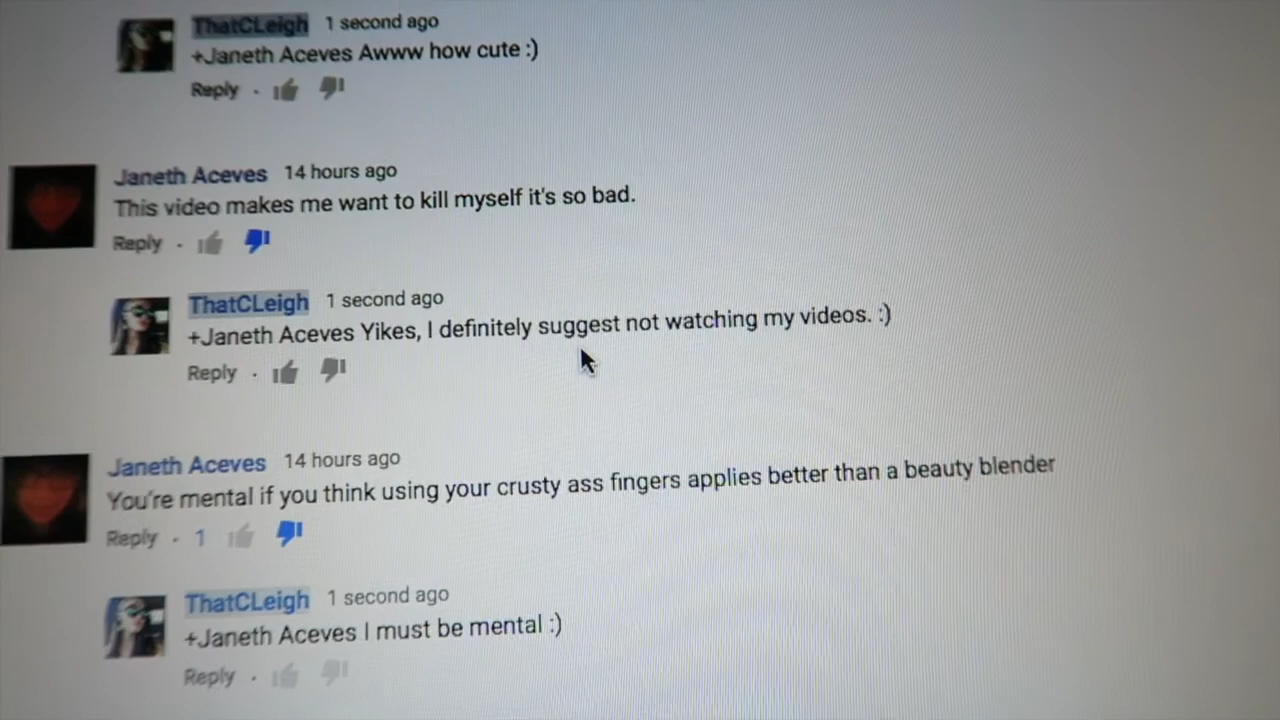 ThatCLeigh 1 second ago
+Janeth Aceves Awww how cute :)
Reply ·
Janeth Aceves 14 hours ago
This video makes me want to kill myself it's so bad.
Reply ·
ThatCLeigh 1 second ago
+Janeth Aceves Yikes, I definitely suggest not watching my videos. :)
Reply ·
Janeth Aceves 14 hours ago
You're mental if you think using your crusty ass fingers applies better than a beauty blender
Reply · 1
ThatCLeigh 1 second ago
+Janeth Aceves I must be mental :)
Reply ·